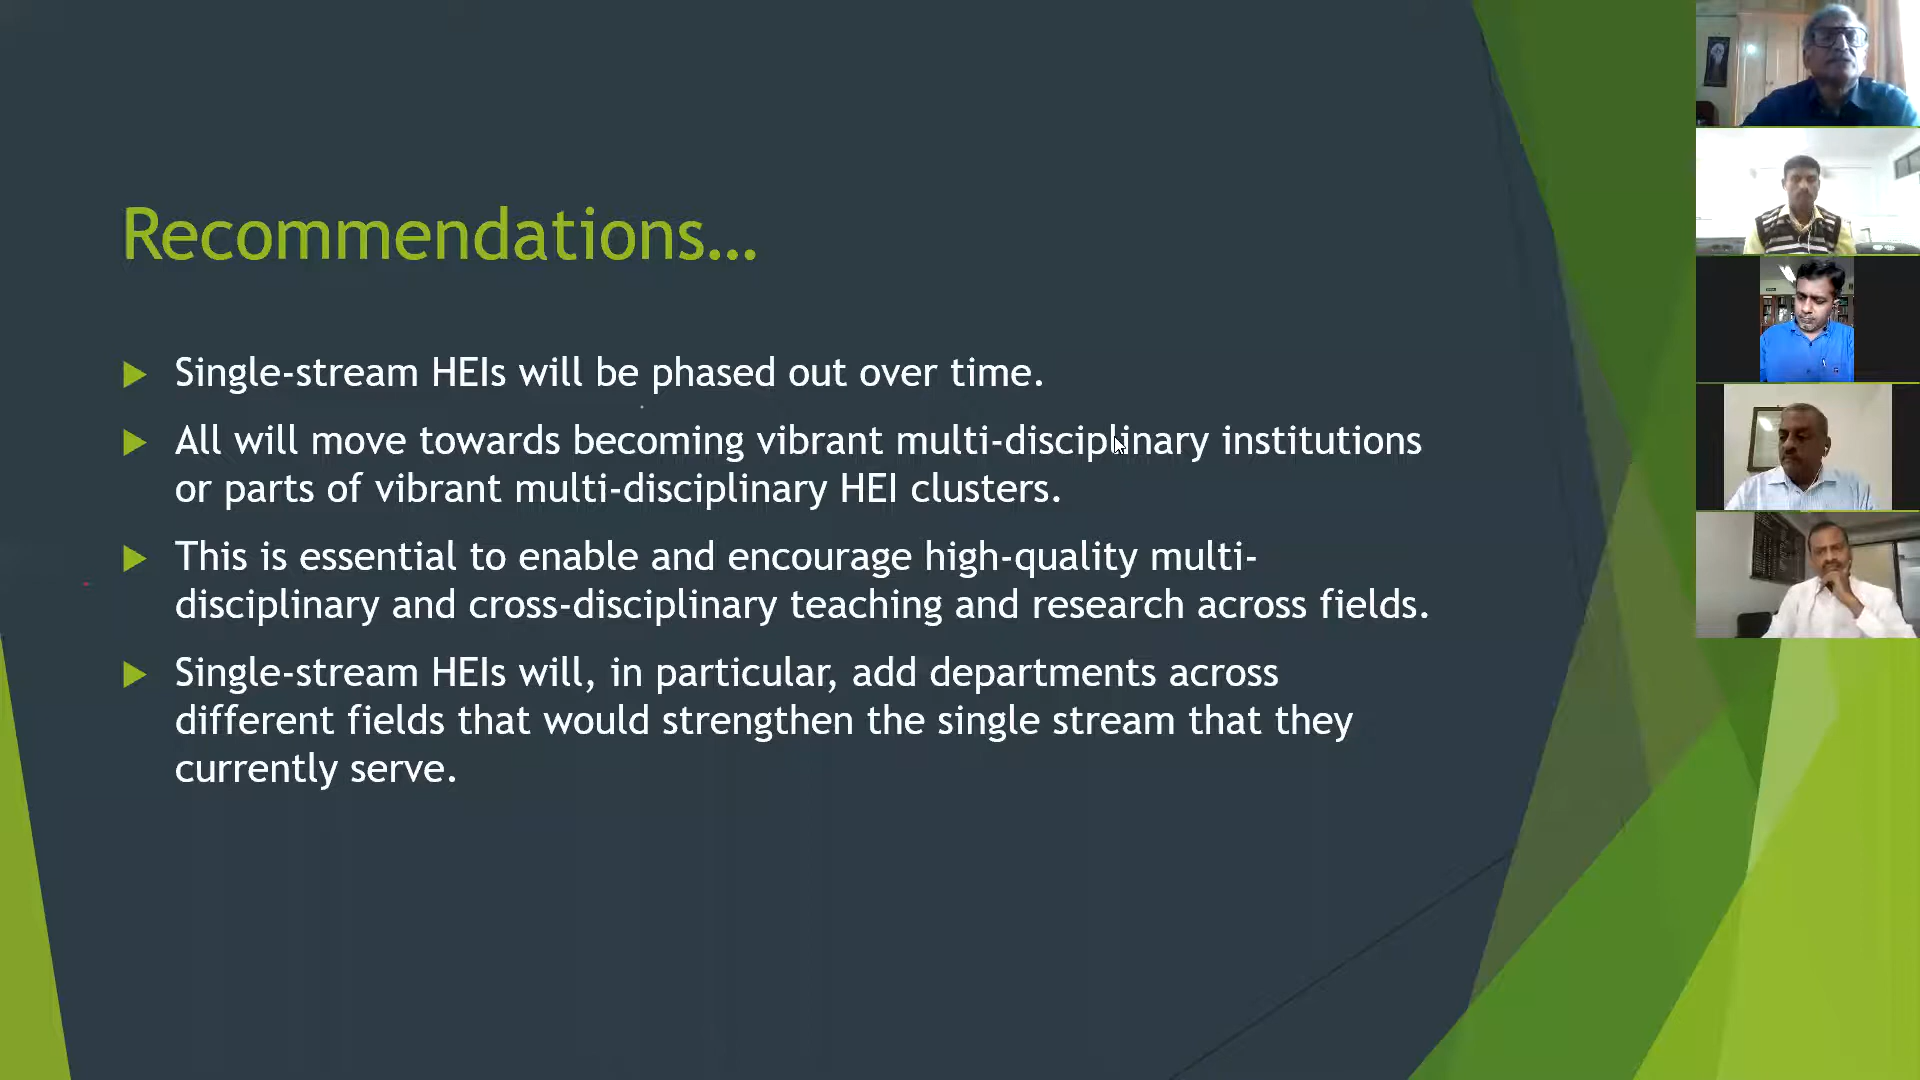 Recommendations...
Single-stream HEIs will be phased out over time.
All will move towards becoming vibrant multi-disciplinary institutions
or parts of vibrant multi-disciplinary HEI clusters.
This is essential to enable and encourage high-quality multi-
disciplinary and cross-disciplinary teaching and research across fields.
Single-stream HEIs will, in particular, add departments across
different fields that would strengthen the single stream that they
currently serve.